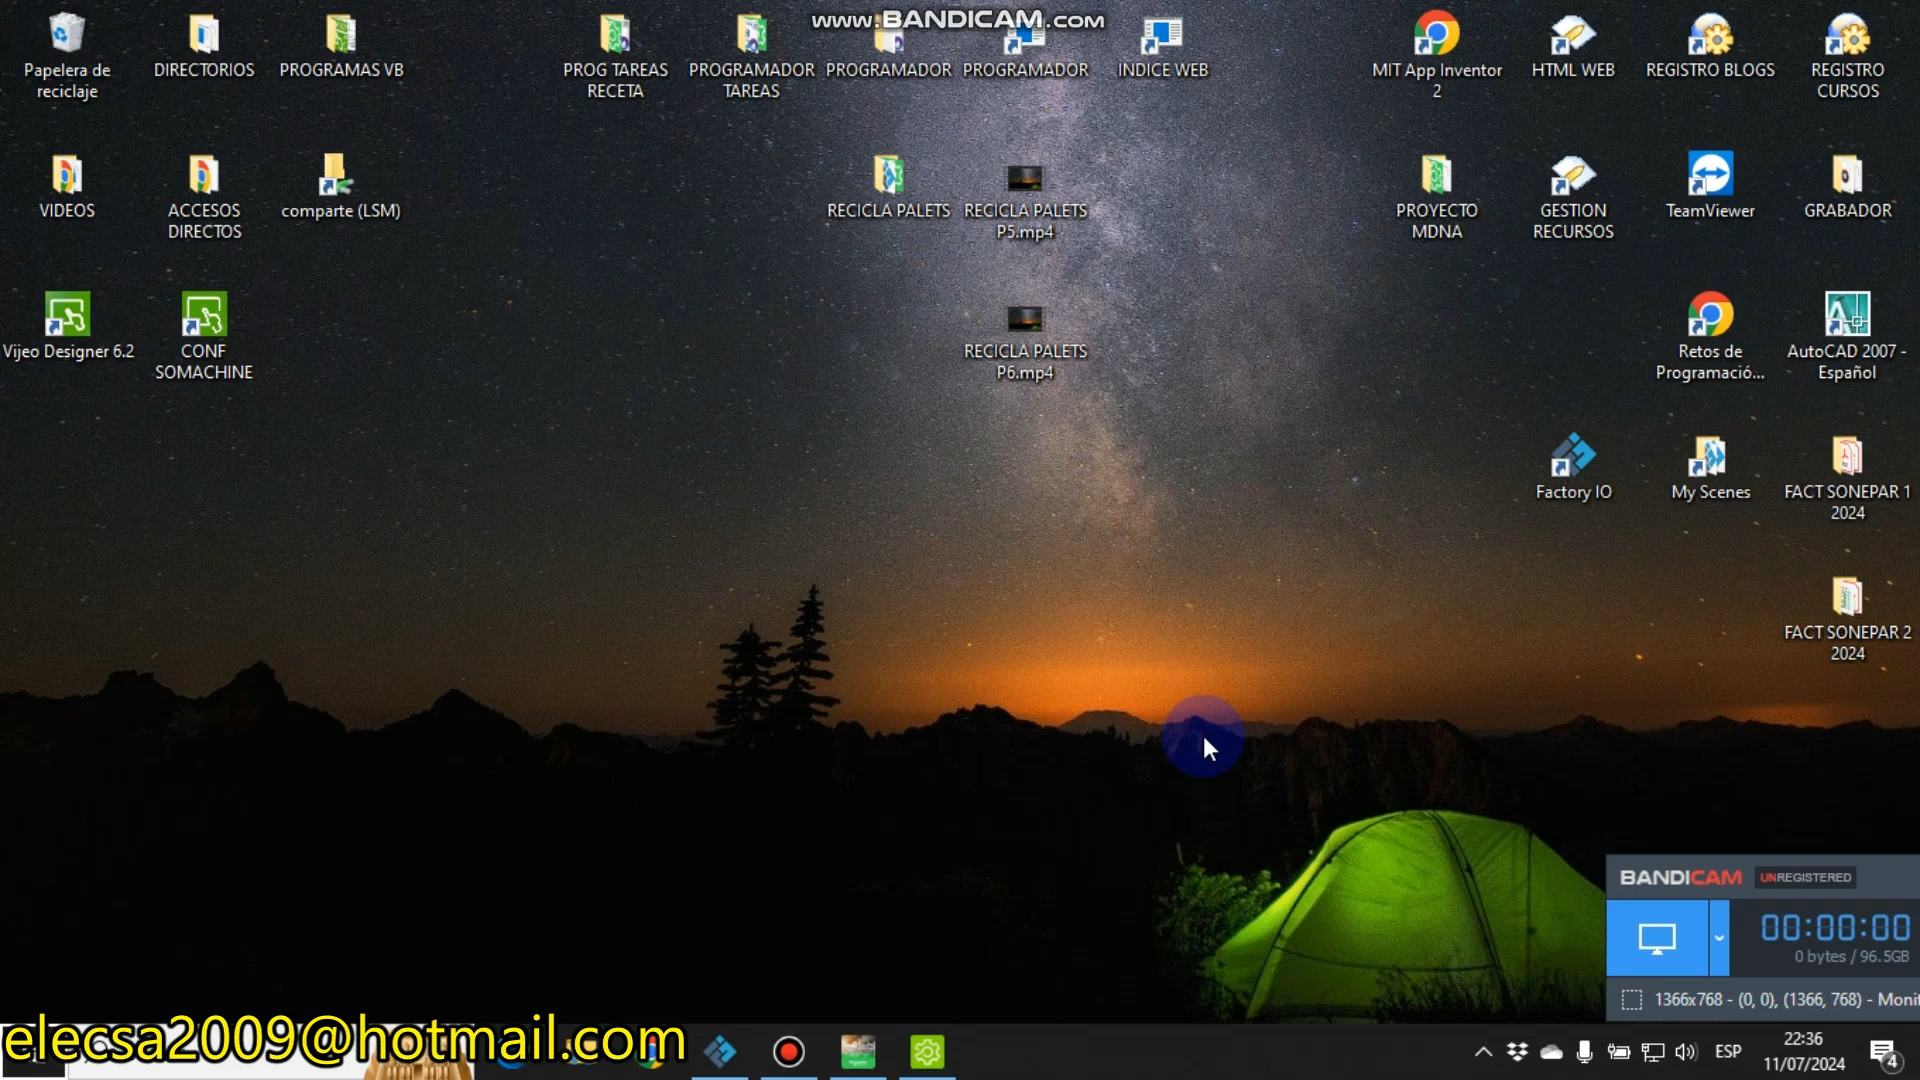 www.BANDICAM.com
Papelera de
reciclaje
DIRECTORIOS
PROGRAMAS VB
PROG TAREAS
RECETA
PROGRAMADOR
TAREAS
PROGRAMADOR
PROGRAMADOR
INDICE WEB
MIT App Inventor
2
HTML WEB
REGISTRO BLOGS
REGISTRO
CURSOS
VIDEOS
ACCESOS
DIRECTOS
comparte (LSM)
RECICLA PALETS
RECICLA PALETS
P5.mp4
PROYECTO
MDNA
GESTION
RECURSOS
TeamViewer
GRABADOR
Vijeo Designer 6.2
CONF
SOMACHINE
RECICLA PALETS
P6.mp4
Retos de
Programació...
AutoCAD 2007 -
Español
Factory IO
My Scenes
FACT SONEPAR 1
2024
FACT SONEPAR 2
2024
BANDICAM UNREGISTERED
00:00:00
0 bytes / 96.5GB
1366x768 - (0, 0), (1366, 768) - Moni
elecsa2009@hotmail.com
ESP
22:36
11/07/2024
4